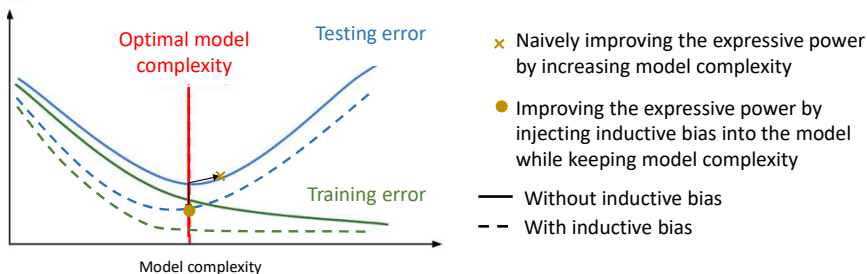 Optimal model
complexity
Testing error
Training error
Model complexity
Naively improving the expressive power
by increasing model complexity
Improving the expressive power by
injecting inductive bias into the model
while keeping model complexity
Without inductive bias
With inductive bias